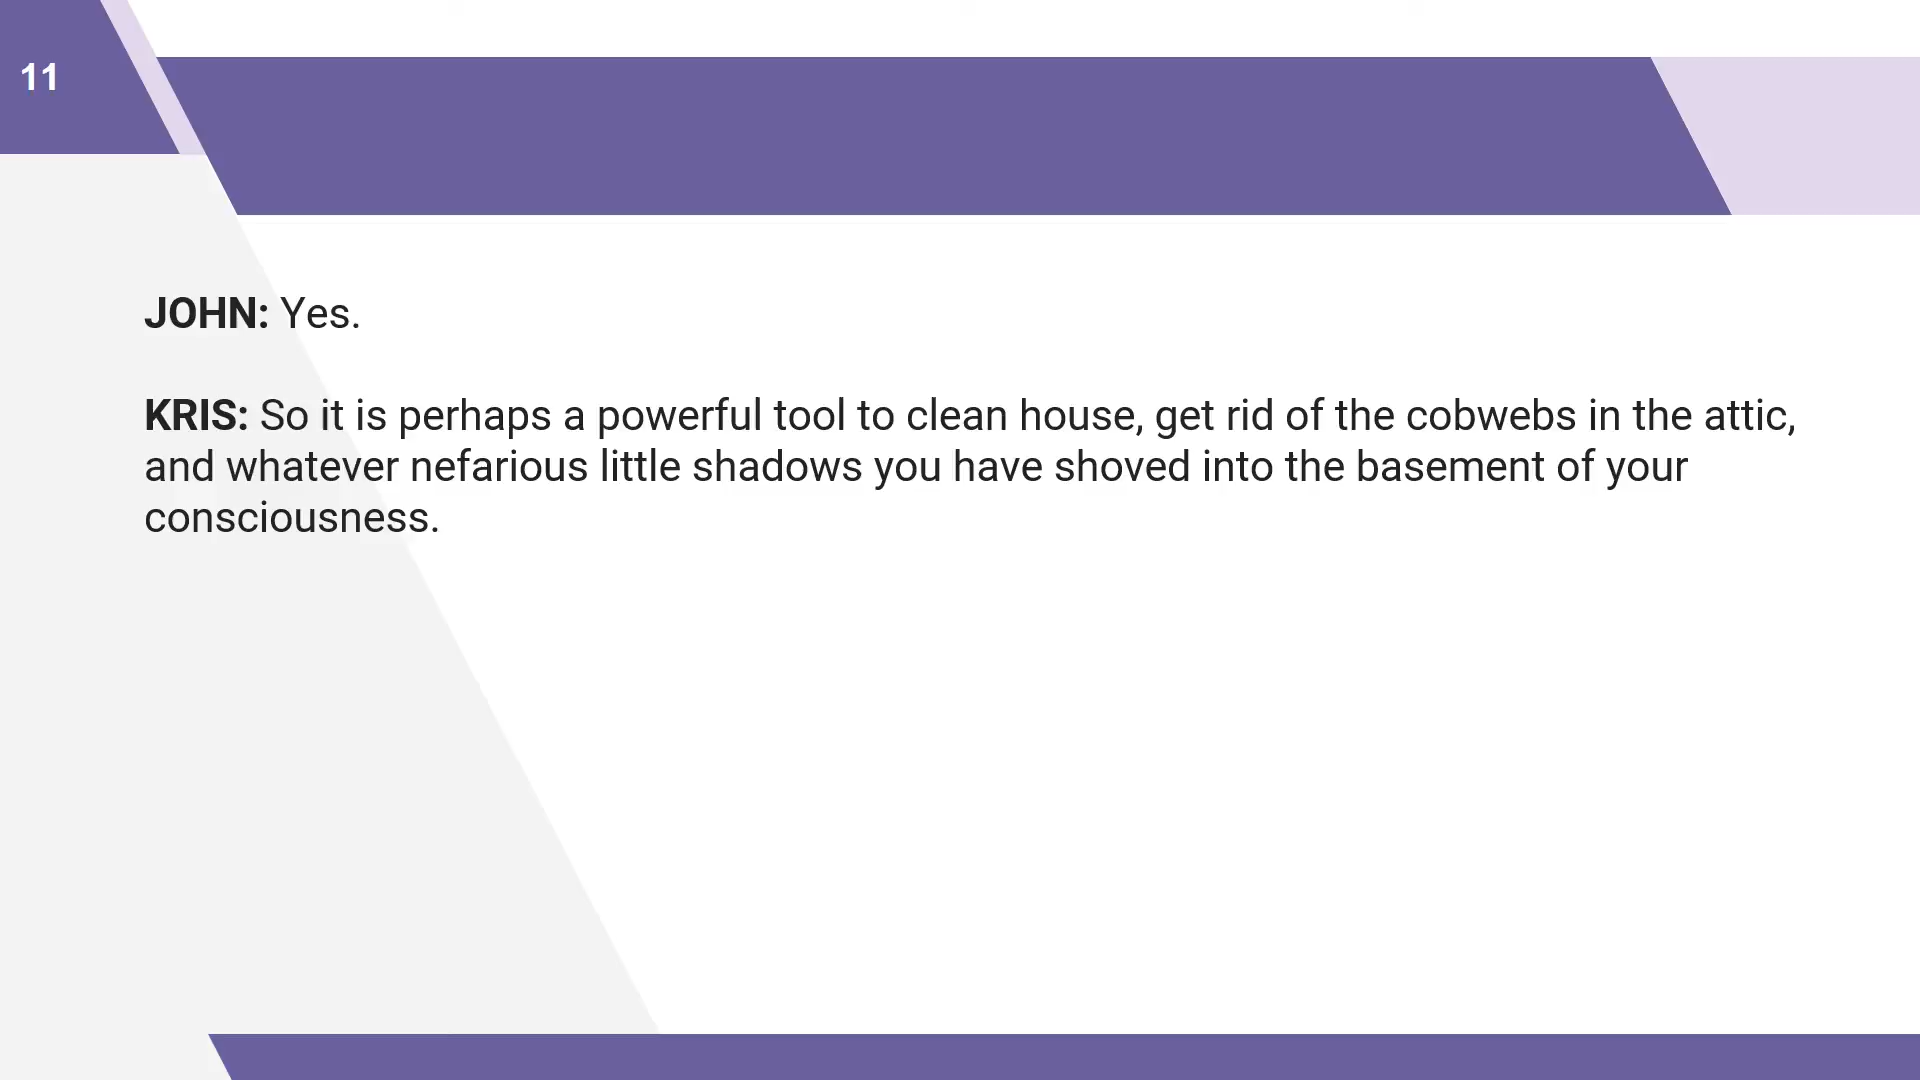 11
JOHN: Yes.
KRIS: So it is perhaps a powerful tool to clean house, get rid of the cobwebs in the attic,
and whatever nefarious little shadows you have shoved into the basement of your
consciousness.